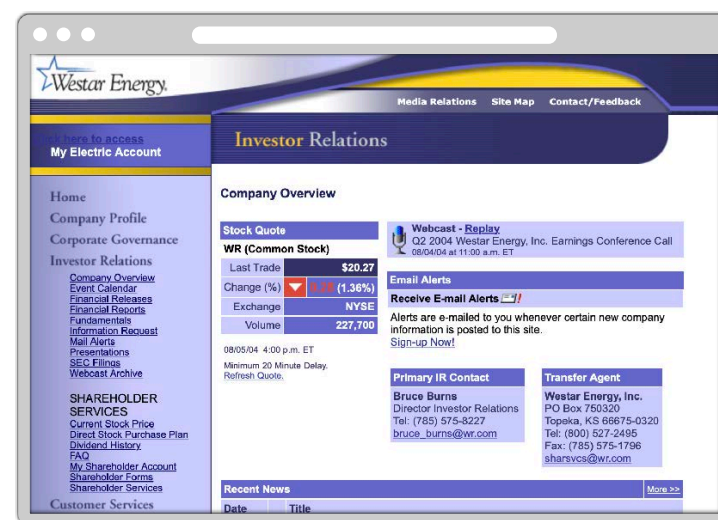 Westar Energy.
Media Relations Site Map Contact/Feedback
here to access
My Electric Account
Investor Relations
Home
Company Profile
Corporate Governance
Investor Relations
Company Overview
Event Calendar
Financial Releases
Financial Reports
Fundamentals
Information Request
Mail Alerts
Presentations
SEC Filings
Webcast Archive
SHAREHOLDER
SERVICES
Current Stock Price
Direct Stock Purchase Plan
Dividend History
FAQ
My Shareholder Account
Shareholder Forms
Shareholder Services
Customer Services
Company Overview
Stock Quote
WR (Common Stock)
Last Trade $20.27
Change (%) (1.36%)
Exchange NYSE
Volume 227,700
08/05/04 4:00 p.m. ET
Minimum 20 Minute Delay.
Refresh Quote.
Webcast - Replay
Q2 2004 Westar Energy, Inc. Earnings Conference Call
08/04/04 at 11:00 a.m. ET
Email Alerts
Receive E-mail Alerts
Alerts are e-mailed to you whenever certain new company
information is posted to this site.
Sign-up Now!
Primary IR Contact
Bruce Burns
Director Investor Relations
Tel: (785) 575-8227
bruce_burns@wr.com
Transfer Agent
Westar Energy, Inc.
PO Box 750320
Topeka, KS 66675-0320
Tel: (800) 527-2495
Fax: (785) 575-1796
sharsvcs@wr.com
Recent News More >>
Date Title